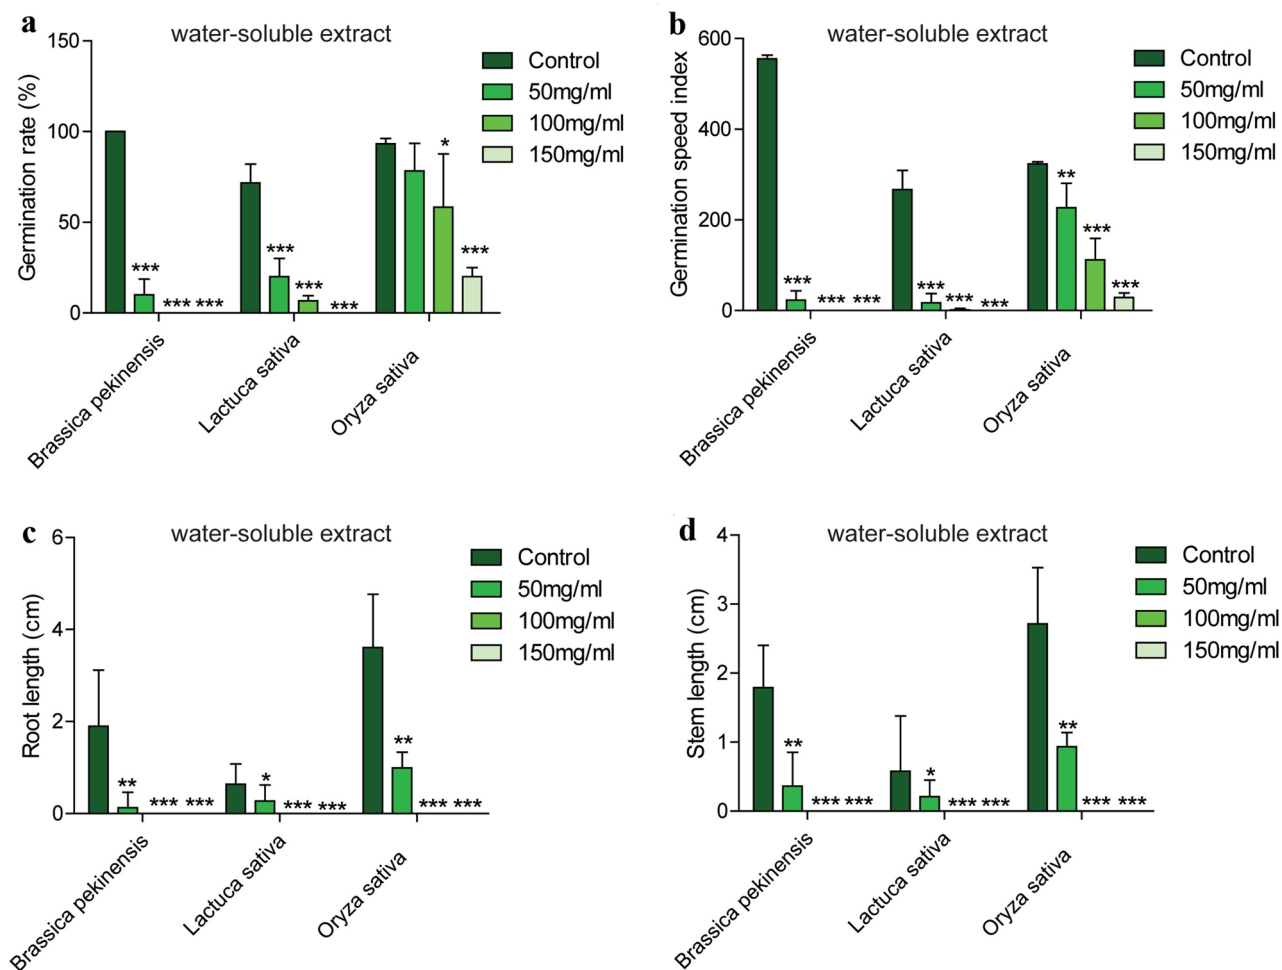 a
water-soluble extract
Germination rate (%)
150
100
50
0
Control
50mg/ml
100mg/ml
150mg/ml
***
*** ***
***
***
***
*
***
Brassica pekinensis
Lactuca sativa
Oryza sativa
b
water-soluble extract
Germination speed index
600
400
200
0
Control
50mg/ml
100mg/ml
150mg/ml
***
*** ***
***
***
***
**
***
***
Brassica pekinensis
Lactuca sativa
Oryza sativa
c
water-soluble extract
Root length (cm)
6
4
2
0
Control
50mg/ml
100mg/ml
150mg/ml
**
*** ***
*
*** ***
**
*** ***
Brassica pekinensis
Lactuca sativa
Oryza sativa
d
water-soluble extract
Stem length (cm)
4
3
2
1
0
Control
50mg/ml
100mg/ml
150mg/ml
**
*** ***
*
*** ***
**
*** ***
Brassica pekinensis
Lactuca sativa
Oryza sativa